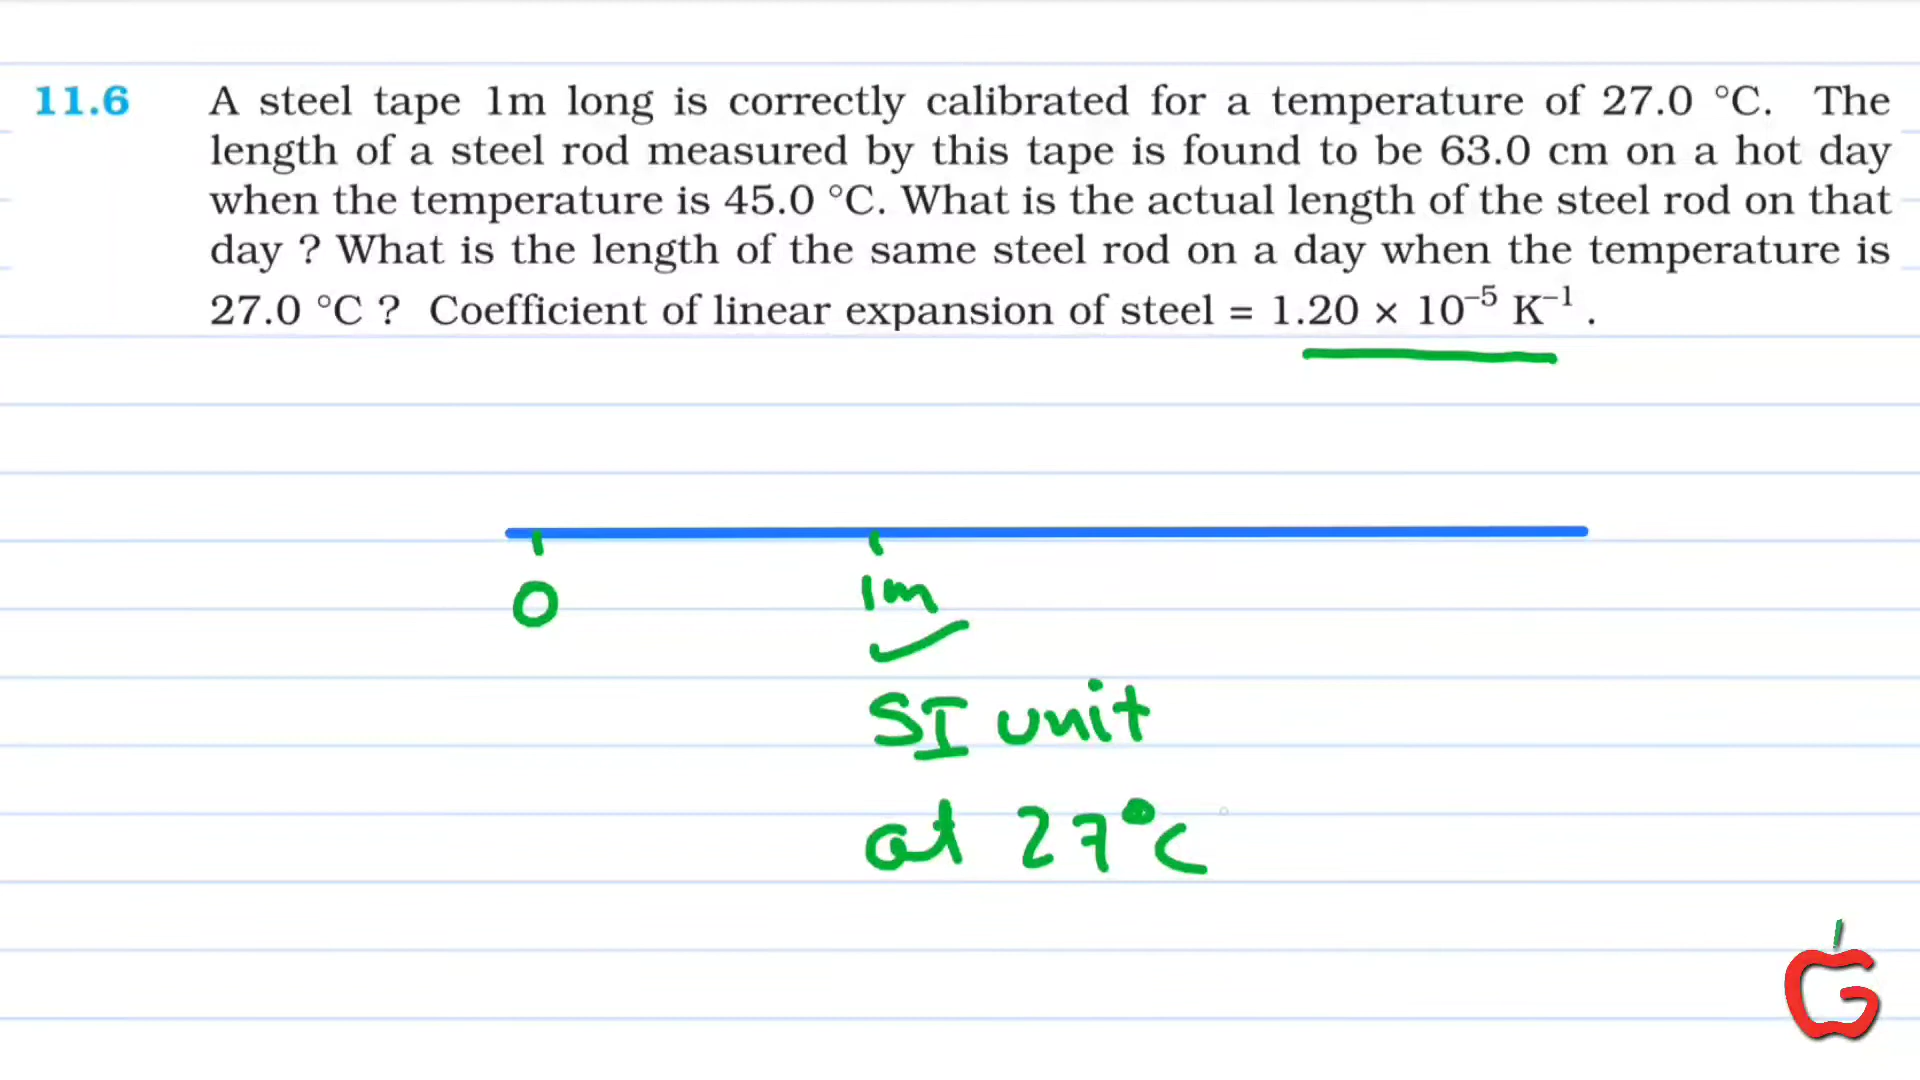 11.6 A steel tape 1m long is correctly calibrated for a temperature of 27.0 °C. The
length of a steel rod measured by this tape is found to be 63.0 cm on a hot day
when the temperature is 45.0 °C. What is the actual length of the steel rod on that
day ? What is the length of the same steel rod on a day when the temperature is
27.0 °C ? Coefficient of linear expansion of steel = 1.20 × 10⁻⁵ K⁻¹ .
0 1m
SI unit
at 27°C
G